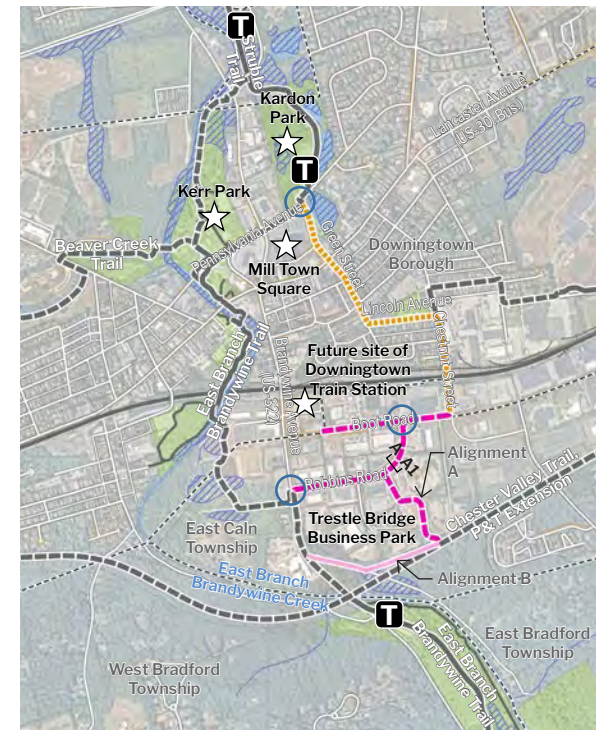 T
Struble
Trail
Kardon
Park
Lancaster Avenue
(US-30 Bus.)
T
Kerr Park
Pennsylvania Avenue
Green Street
Beaver Creek
Trail
Mill Town
Square
Downingtown
Borough
Lincoln Avenue
Chestnut Street
East Branch
Brandywine Trail
Brandywine Avenue
(US-322)
Future site of
Downingtown
Train Station
Boot Road
A
A1
Alignment
A
Robbins Road
Chester Valley Trail,
P&T Extension
Trestle Bridge
Business Park
East Caln
Township
East Branch
Brandywine Creek
Alignment B
T
East Branch
Brandywine Trail
East Bradford
Township
West Bradford
Township